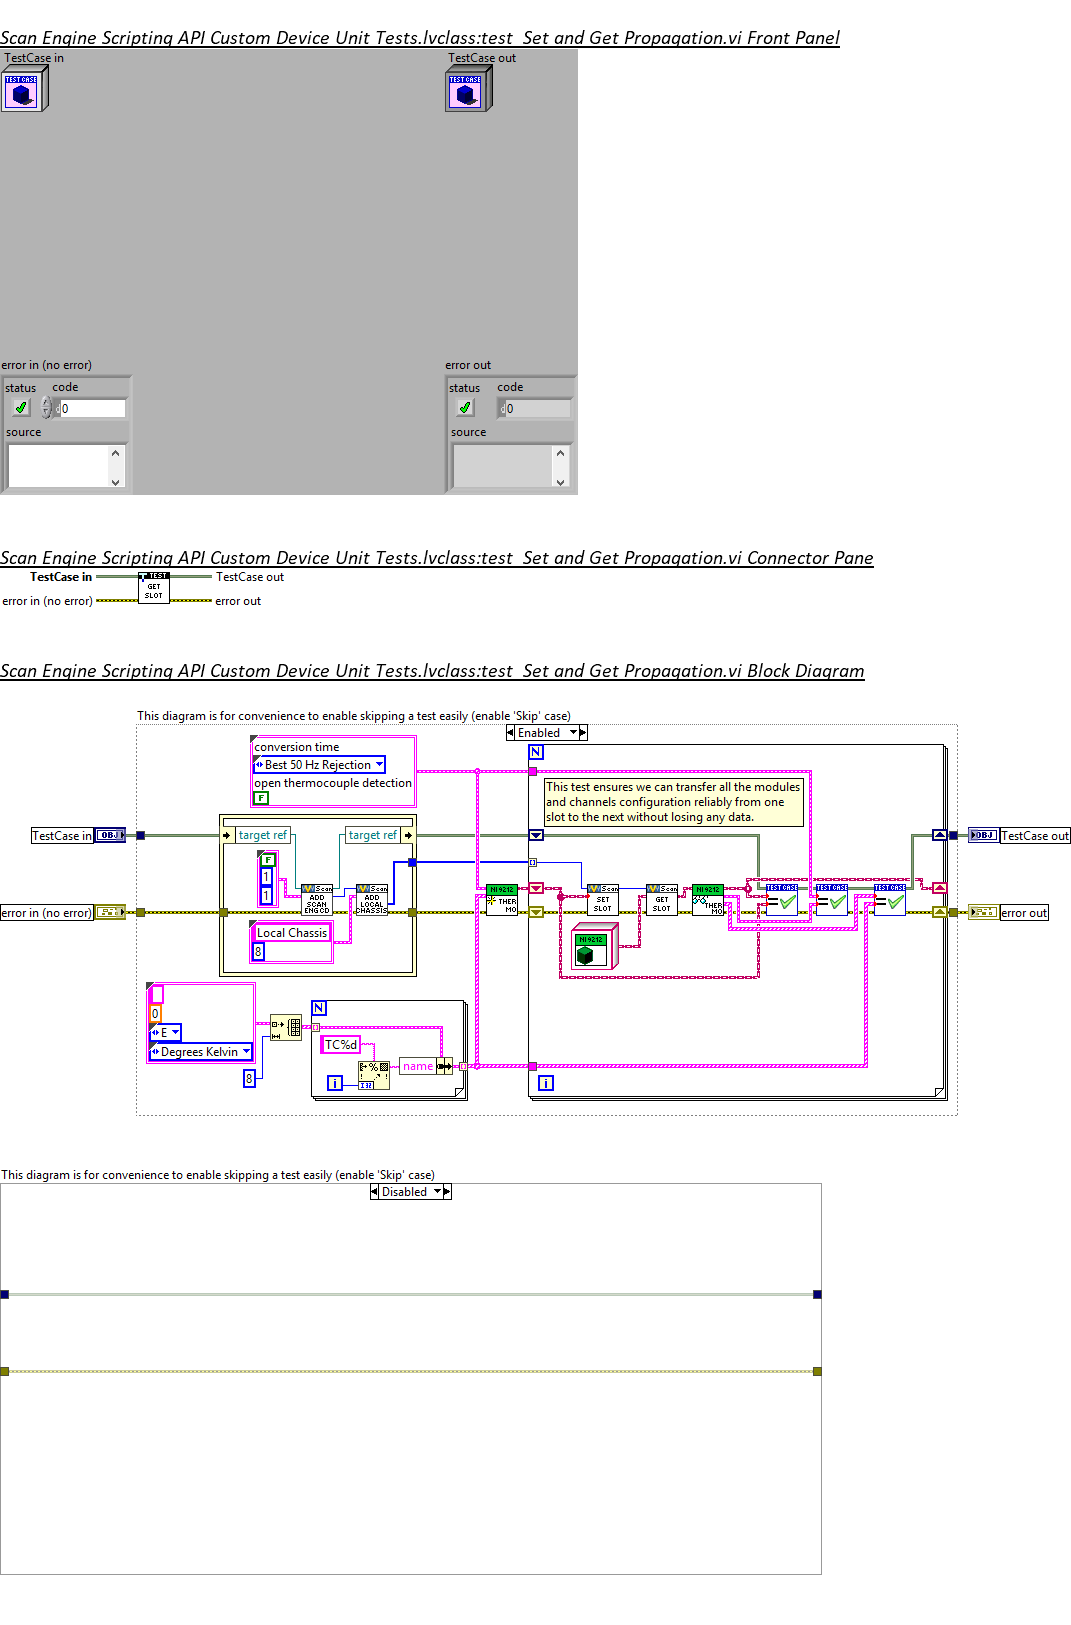 Scan Engine Scripting API Custom Device Unit Tests.lvclass:test_Set and Get Propagation.vi Front Panel
TestCase in
TestCase out
TEST CASE
TEST CASE
error in (no error)
error out
status code
status code
d0
d0
source
source
Scan Engine Scripting API Custom Device Unit Tests.lvclass:test_Set and Get Propagation.vi Connector Pane
TestCase in
TEST
GET
SLOT
TestCase out
error in (no error)
error out
Scan Engine Scripting API Custom Device Unit Tests.lvclass:test_Set and Get Propagation.vi Block Diagram
This diagram is for convenience to enable skipping a test easily (enable 'Skip' case)
Enabled
conversion time
Best 50 Hz Rejection
open thermocouple detection
F
N
This test ensures we can transfer all the modules
and channels configuration reliably from one
slot to the next without losing any data.
TestCase in
OBJ
target ref
target ref
OBJ
TestCase out
F
1
1
Scan
ADD
SCAN
ENGCD
Scan
ADD
LOCAL
CHASSIS
NI 9212
THER
MO
Scan
SET
SLOT
Scan
GET
SLOT
NI 9212
THER
MO
TEST CASE
TEST CASE
TEST CASE
error in (no error)
error out
Local Chassis
8
NI 9212
0
E
Degrees Kelvin
8
N
TC%d
name
i
I32
i
This diagram is for convenience to enable skipping a test easily (enable 'Skip' case)
Disabled